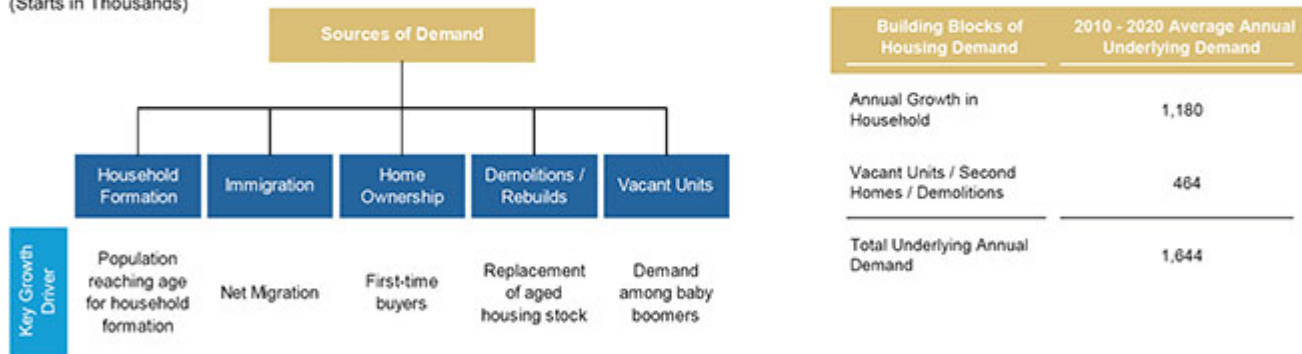 (Starts in Thousands)
Sources of Demand
Household
Formation
Immigration
Home
Ownership
Demolitions /
Rebuilds
Vacant Units
Key Growth
Driver
Population
reaching age
for household
formation
Net Migration
First-time
buyers
Replacement
of aged
housing stock
Demand
among baby
boomers
Building Blocks of
Housing Demand
2010 - 2020 Average Annual
Underlying Demand
Annual Growth in
Household
1,180
Vacant Units / Second
Homes / Demolitions
464
Total Underlying Annual
Demand
1,644